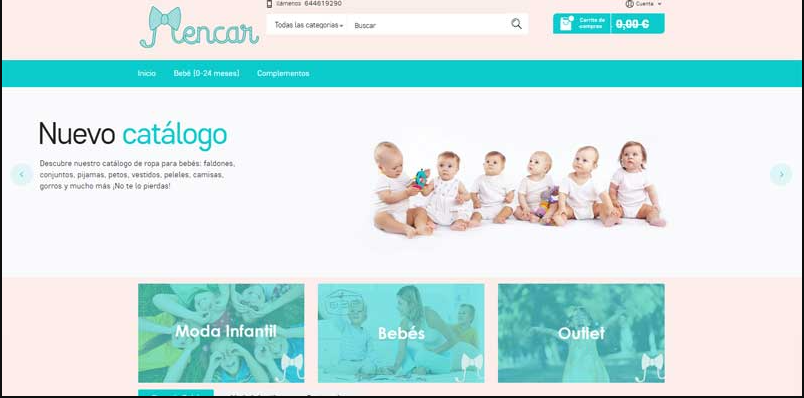 llámenos 644619290
Cuenta
Mencar
Todas las categorias
Buscar
Carrito de
compras
0,00 €
Inicio
Bebé (0-24 meses)
Complementos
Nuevo catálogo
Descubre nuestro catálogo de ropa para bebés: faldones,
conjuntos, pijamas, petos, vestidos, peleles, camisas,
gorros y mucho más ¡No te lo pierdas!
Moda Infantil
Bebés
Outlet